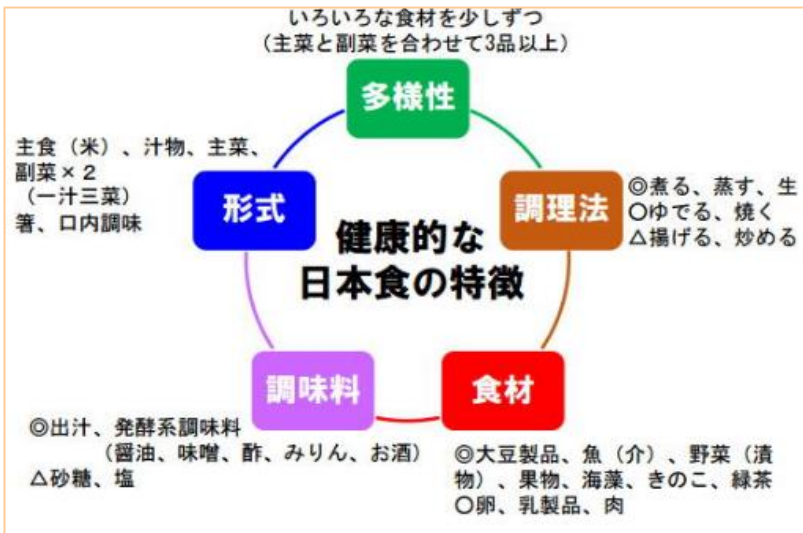 いろいろな食材を少しずつ
（主菜と副菜を合わせて3品以上）
多様性
主食（米）、汁物、主菜、
副菜×２
（一汁三菜）
箸、口内調味
形式
調理法
◎煮る、蒸す、生
〇ゆでる、焼く
△揚げる、炒める
健康的な
日本食の特徴
調味料
◎出汁、発酵系調味料
（醤油、味噌、酢、みりん、お酒）
△砂糖、塩
食材
◎大豆製品、魚（介）、野菜（漬
物）、果物、海藻、きのこ、緑茶
〇卵、乳製品、肉